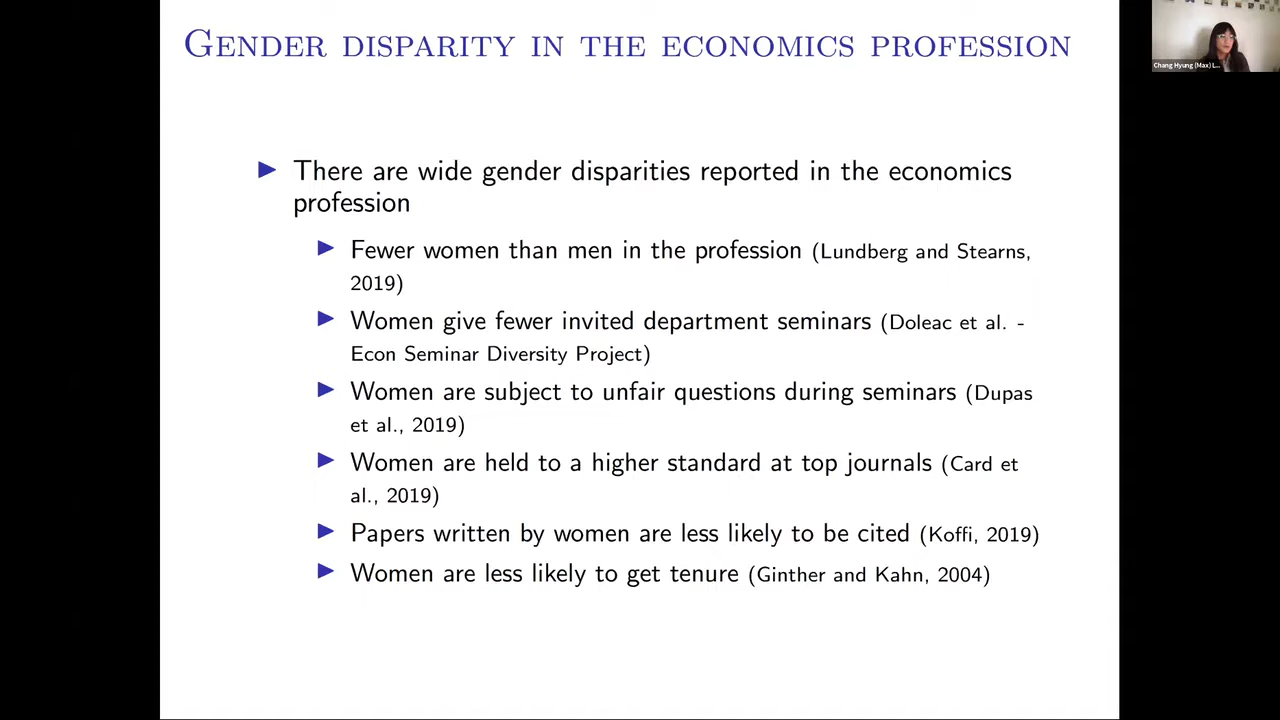 GENDER DISPARITY IN THE ECONOMICS PROFESSION
Chang Hyung (Max) L...
There are wide gender disparities reported in the economics
profession
Fewer women than men in the profession (Lundberg and Stearns,
2019)
Women give fewer invited department seminars (Doleac et al. -
Econ Seminar Diversity Project)
Women are subject to unfair questions during seminars (Dupas
et al., 2019)
Women are held to a higher standard at top journals (Card et
al., 2019)
Papers written by women are less likely to be cited (Koffi, 2019)
Women are less likely to get tenure (Ginther and Kahn, 2004)